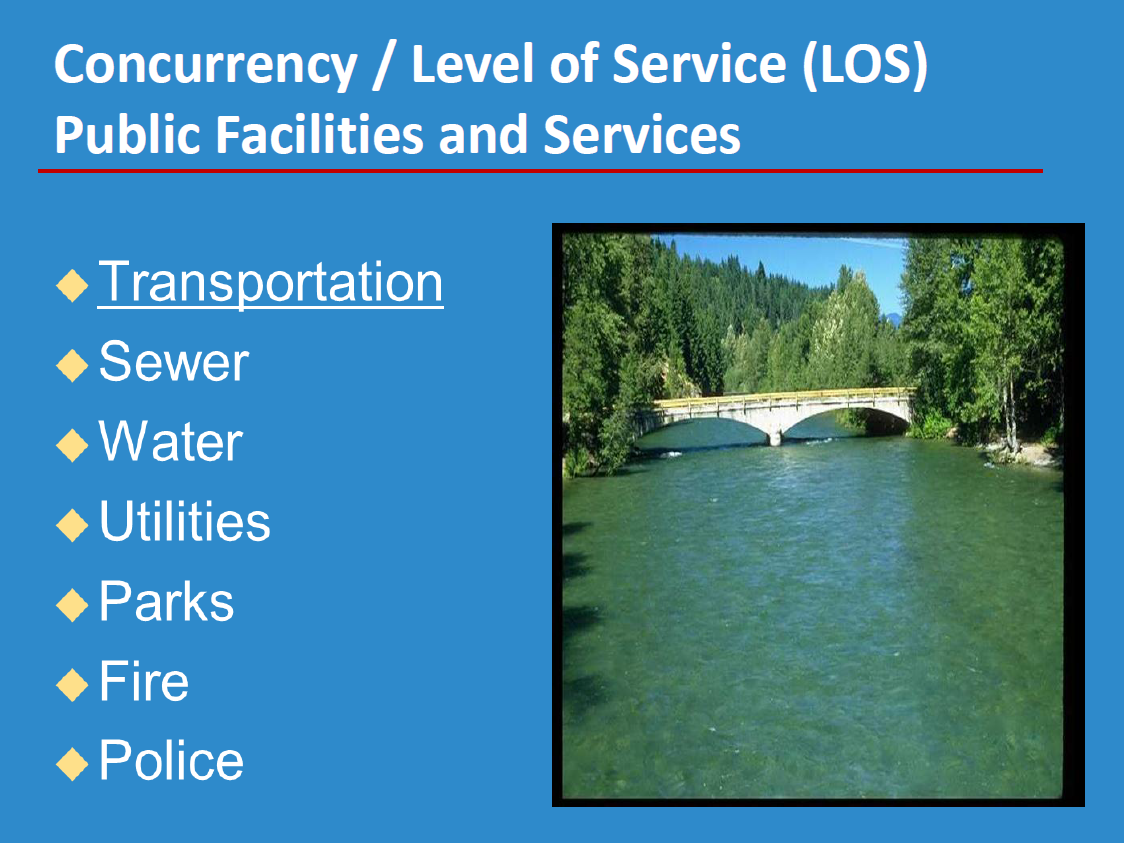 Concurrency / Level of Service (LOS)
Public Facilities and Services
Transportation
Sewer
Water
Utilities
Parks
Fire
Police